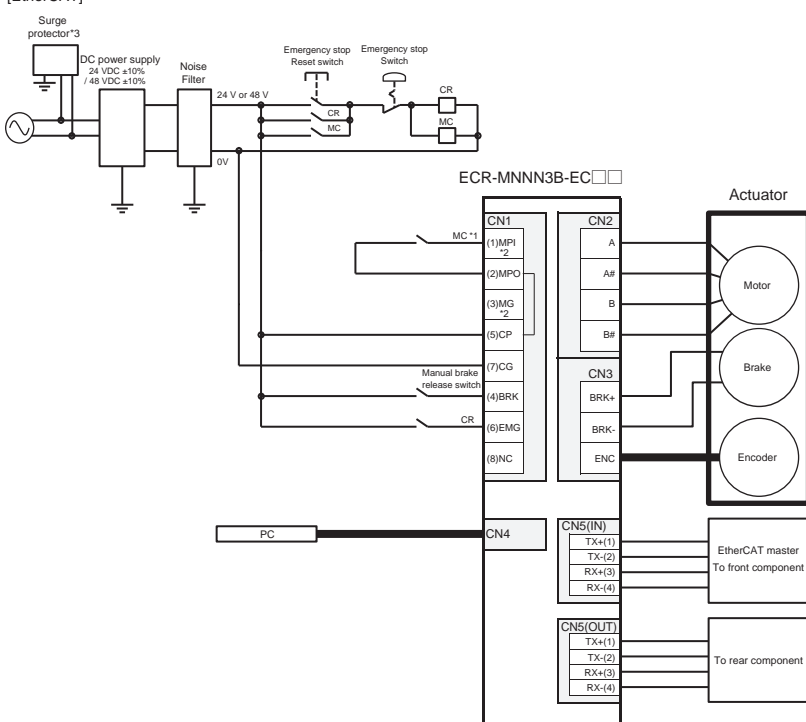 Surge
protector*3
DC power supply
24 VDC ±10%
/ 48 VDC ±10%
Noise
Filter
24 V or 48 V
0V
Emergency stop
Reset switch
Emergency stop
Switch
CR
MC
CR
MC
ECR-MNNN3B-EC□□
Actuator
CN1
(1)MPI
*2
(2)MPO
(3)MG
*2
(5)CP
(7)CG
(4)BRK
(6)EMG
(8)NC
MC *1
Manual brake
release switch
CR
CN2
A
A#
B
B#
CN3
BRK+
BRK-
ENC
Motor
Brake
Encoder
PC
CN4
CN5(IN)
TX+(1)
TX-(2)
RX+(3)
RX-(4)
EtherCAT master
To front component
CN5(OUT)
TX+(1)
TX-(2)
RX+(3)
RX-(4)
To rear component